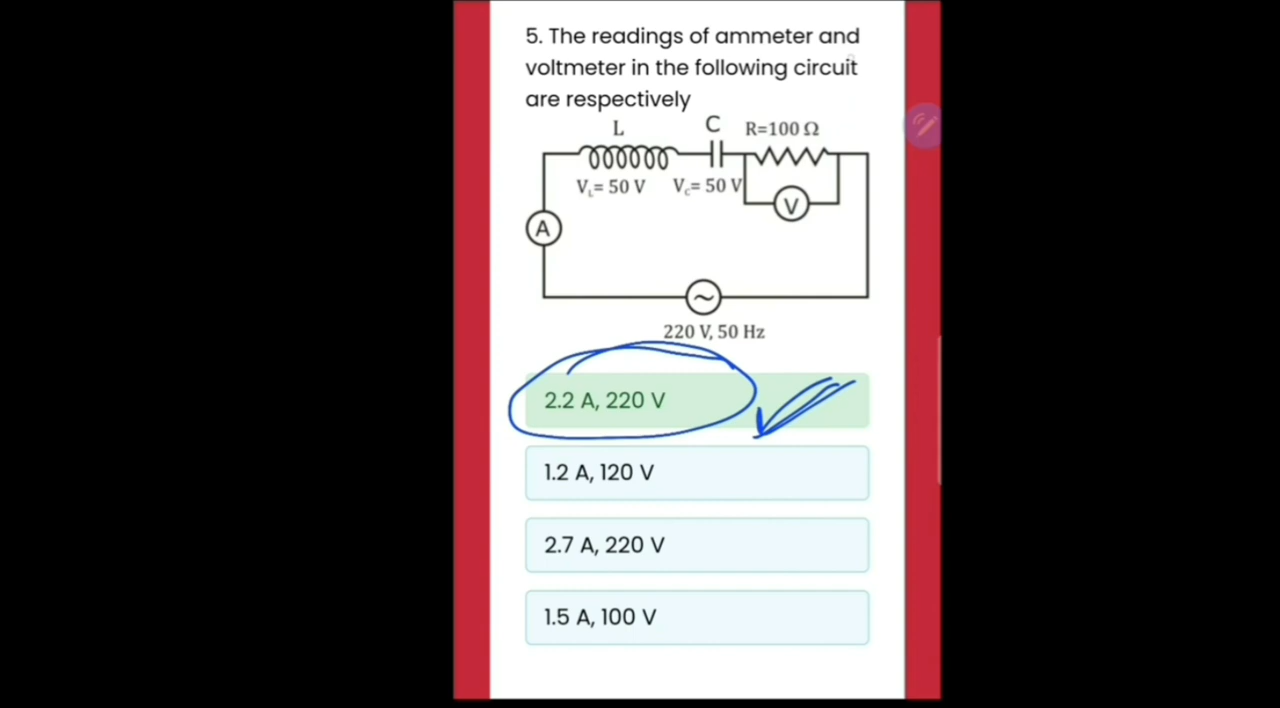 5. The readings of ammeter and
voltmeter in the following circuit
are respectively
L C R=100 Ω
V_L= 50 V V_c= 50 V
V
A
~
220 V, 50 Hz
2.2 A, 220 V
1.2 A, 120 V
2.7 A, 220 V
1.5 A, 100 V